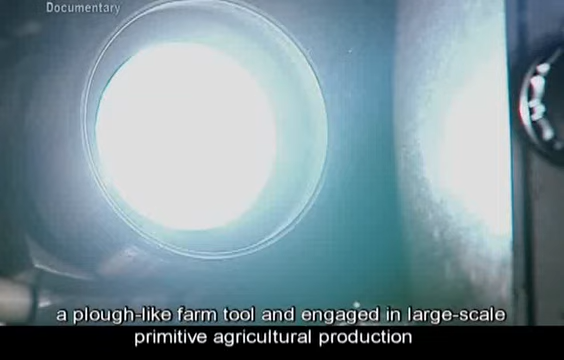 Documentary
a plough-like farm tool and engaged in large-scale
primitive agricultural production